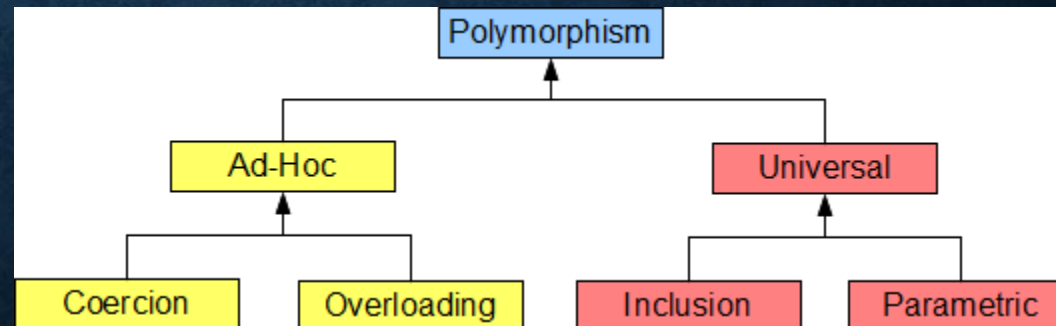 Polymorphism
Ad-Hoc
Universal
Coercion
Overloading
Inclusion
Parametric